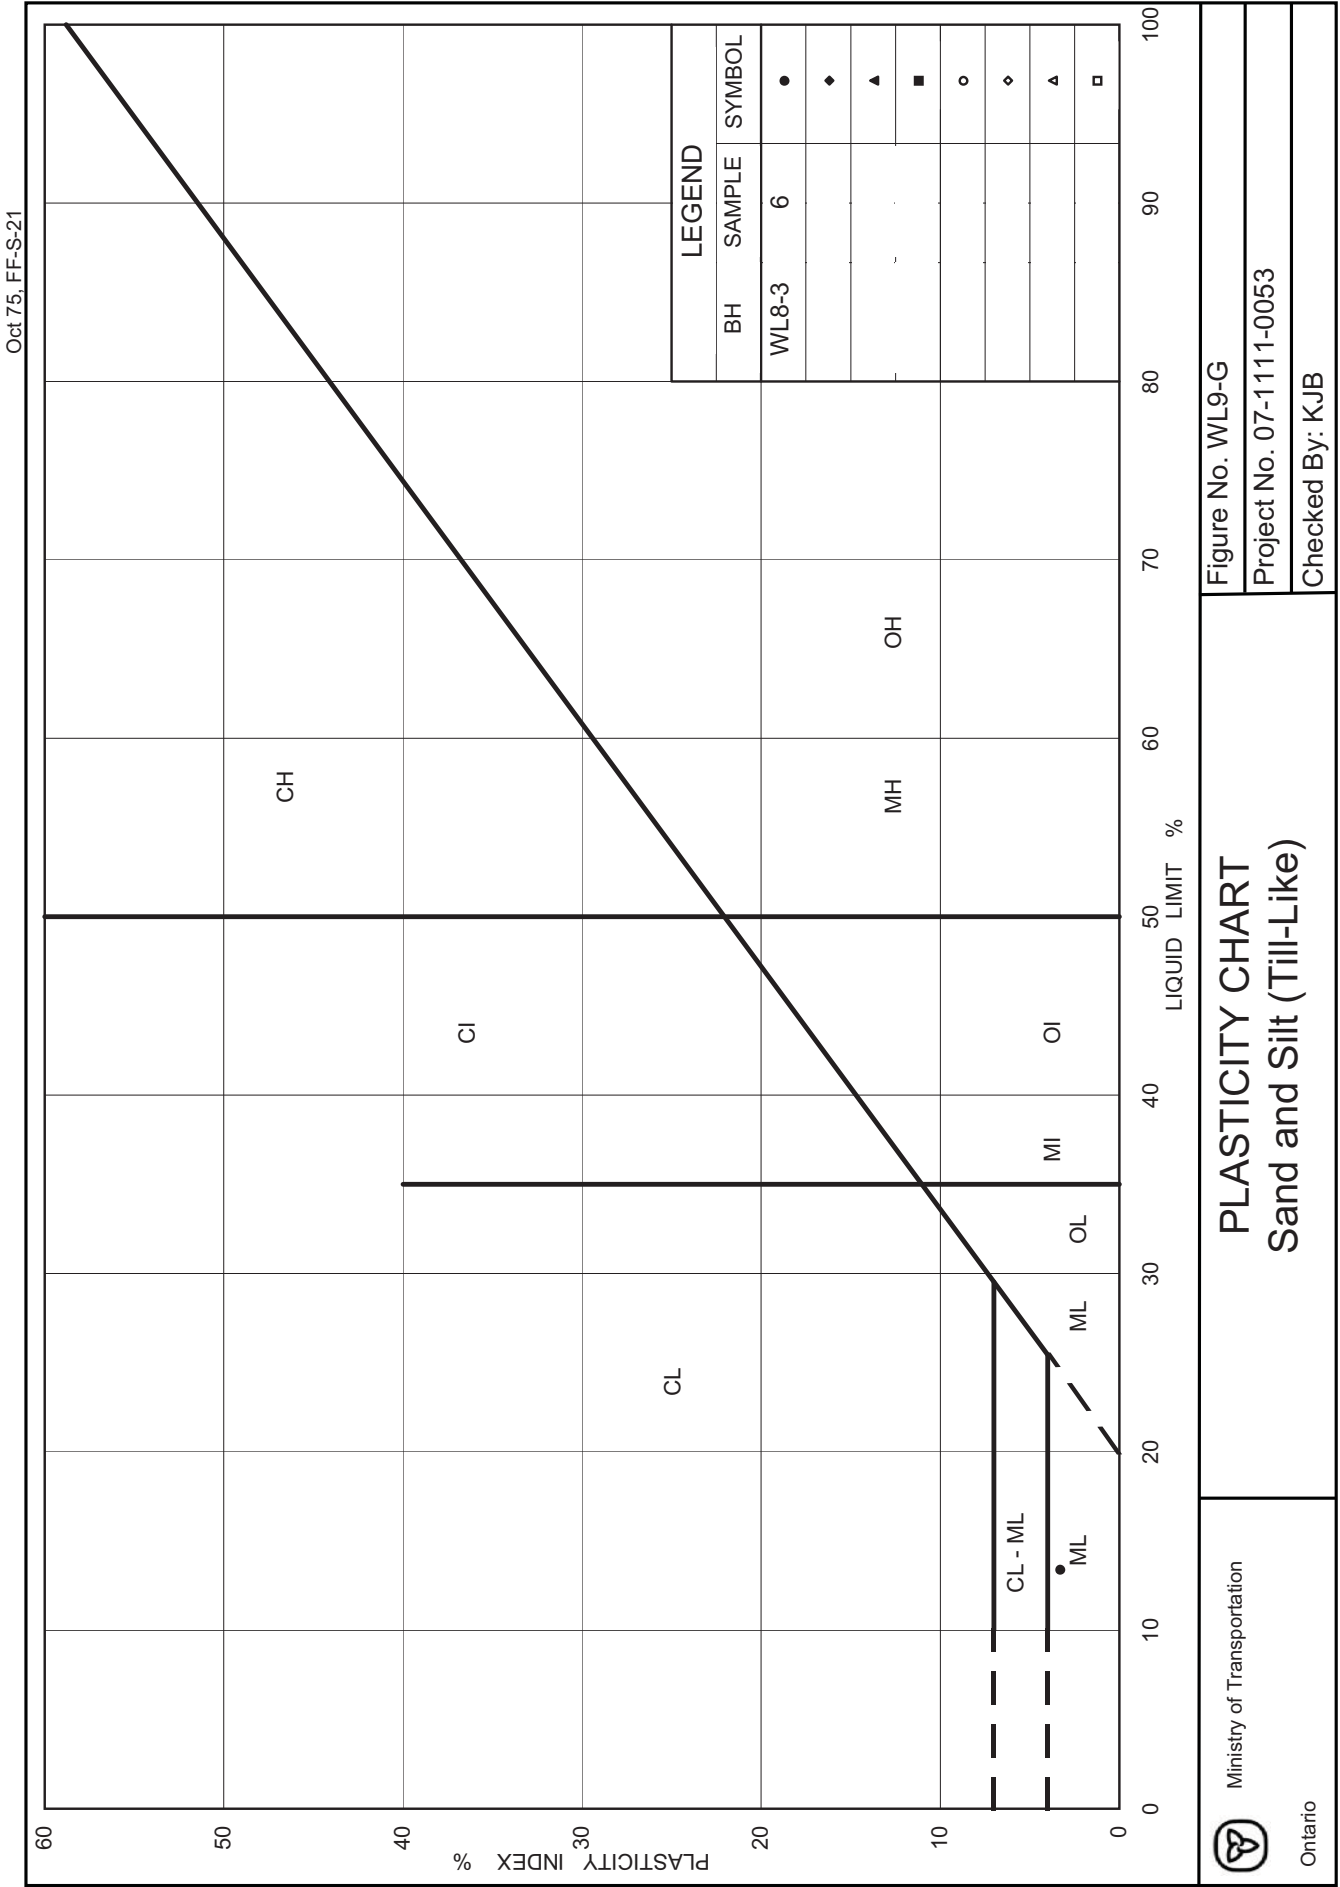 Oct 75, FF-S-21
60
50
40
30
20
10
0
PLASTICITY INDEX %
CH
CI
CL
CL - ML
ML
ML
OL
MI
OI
MH
OH
LEGEND
BH SAMPLE SYMBOL
WL8-3 6
0 10 20 30 40 50 60 70 80 90 100
LIQUID LIMIT %
Ministry of Transportation
Ontario
PLASTICITY CHART
Sand and Silt (Till-Like)
Figure No. WL9-G
Project No. 07-1111-0053
Checked By: KJB